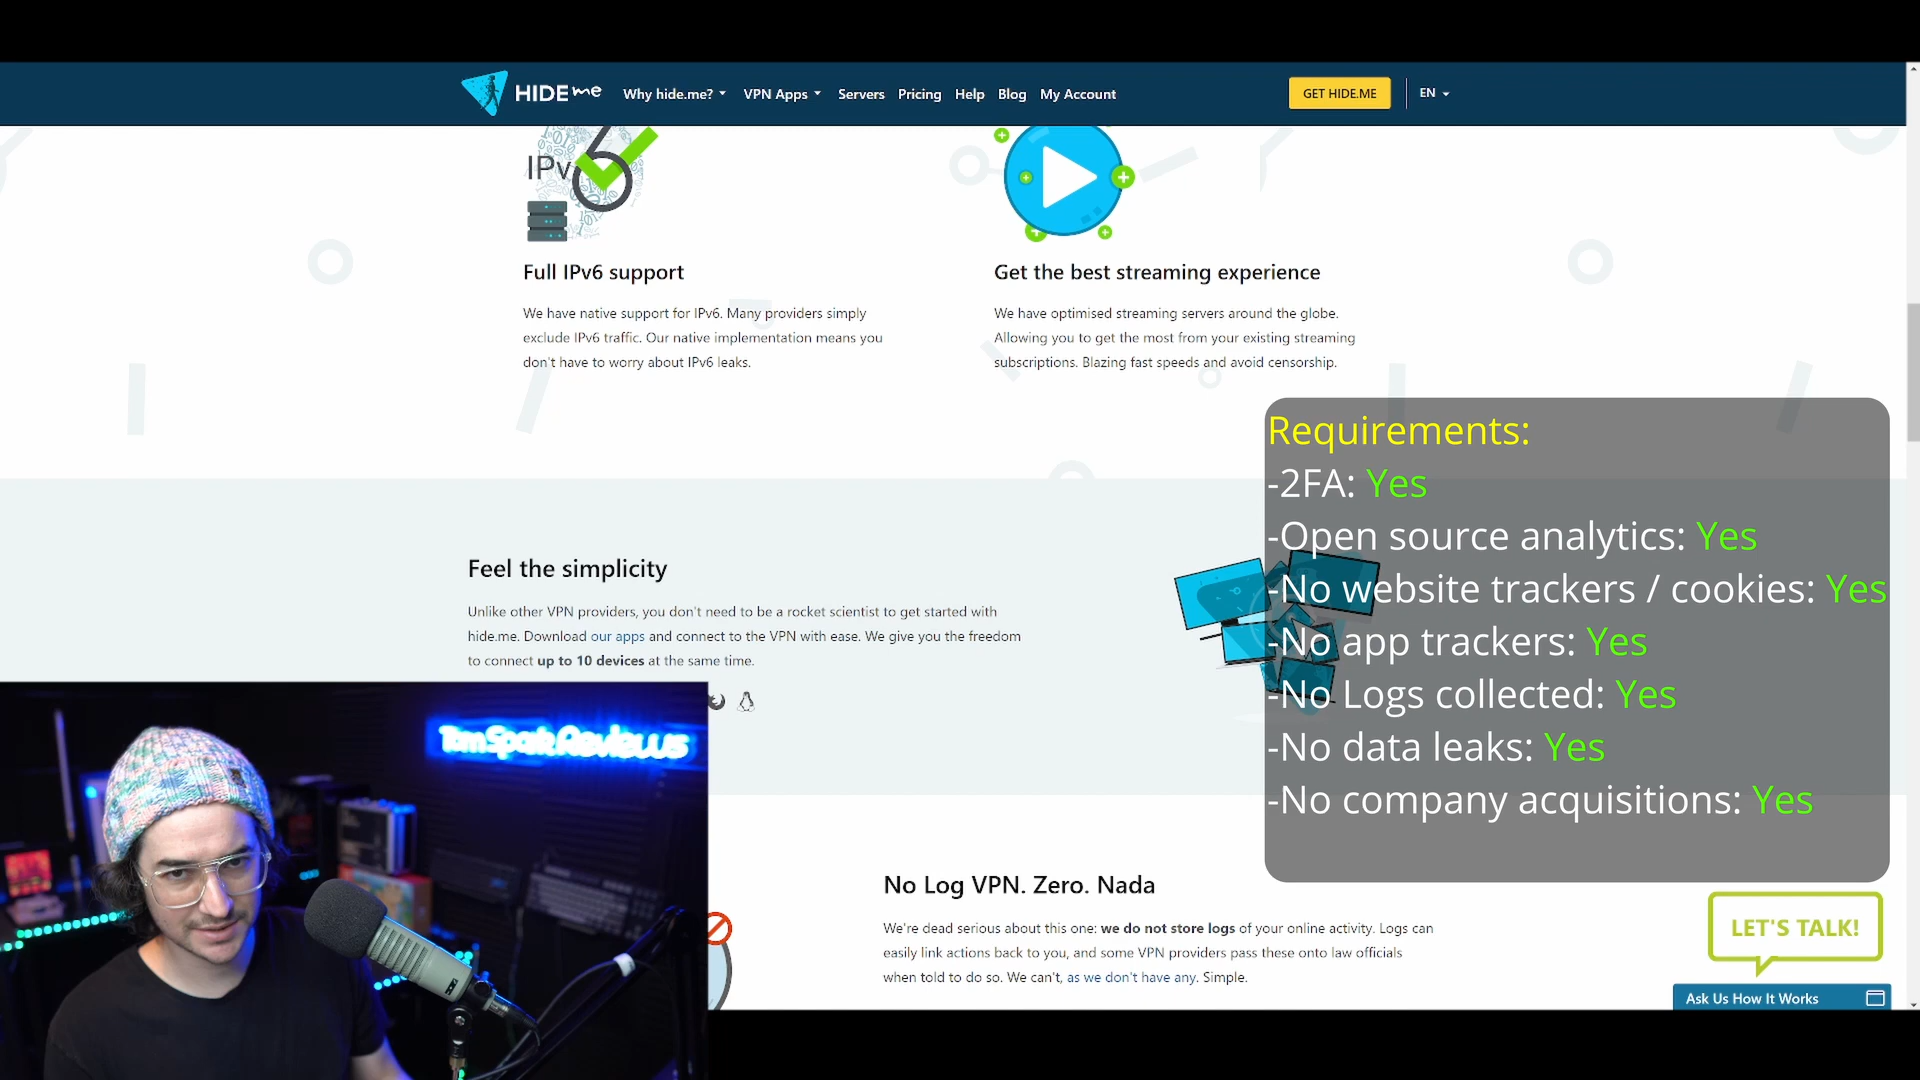 HIDE me
Why hide.me?
VPN Apps
Servers
Pricing
Help
Blog
My Account
GET HIDE.ME
EN
IPv6
Full IPv6 support
We have native support for IPv6. Many providers simply
exclude IPv6 traffic. Our native implementation means you
don't have to worry about IPv6 leaks.
Get the best streaming experience
We have optimised streaming servers around the globe.
Allowing you to get the most from your existing streaming
subscriptions. Blazing fast speeds and avoid censorship.
Requirements:
-2FA: Yes
-Open source analytics: Yes
-No website trackers / cookies: Yes
-No app trackers: Yes
-No Logs collected: Yes
-No data leaks: Yes
-No company acquisitions: Yes
Feel the simplicity
Unlike other VPN providers, you don't need to be a rocket scientist to get started with
hide.me. Download our apps and connect to the VPN with ease. We give you the freedom
to connect up to 10 devices at the same time.
Tom Spark Reviews
No Log VPN. Zero. Nada
We're dead serious about this one: we do not store logs of your online activity. Logs can
easily link actions back to you, and some VPN providers pass these onto law officials
when told to do so. We can't, as we don't have any. Simple.
LET'S TALK!
Ask Us How It Works